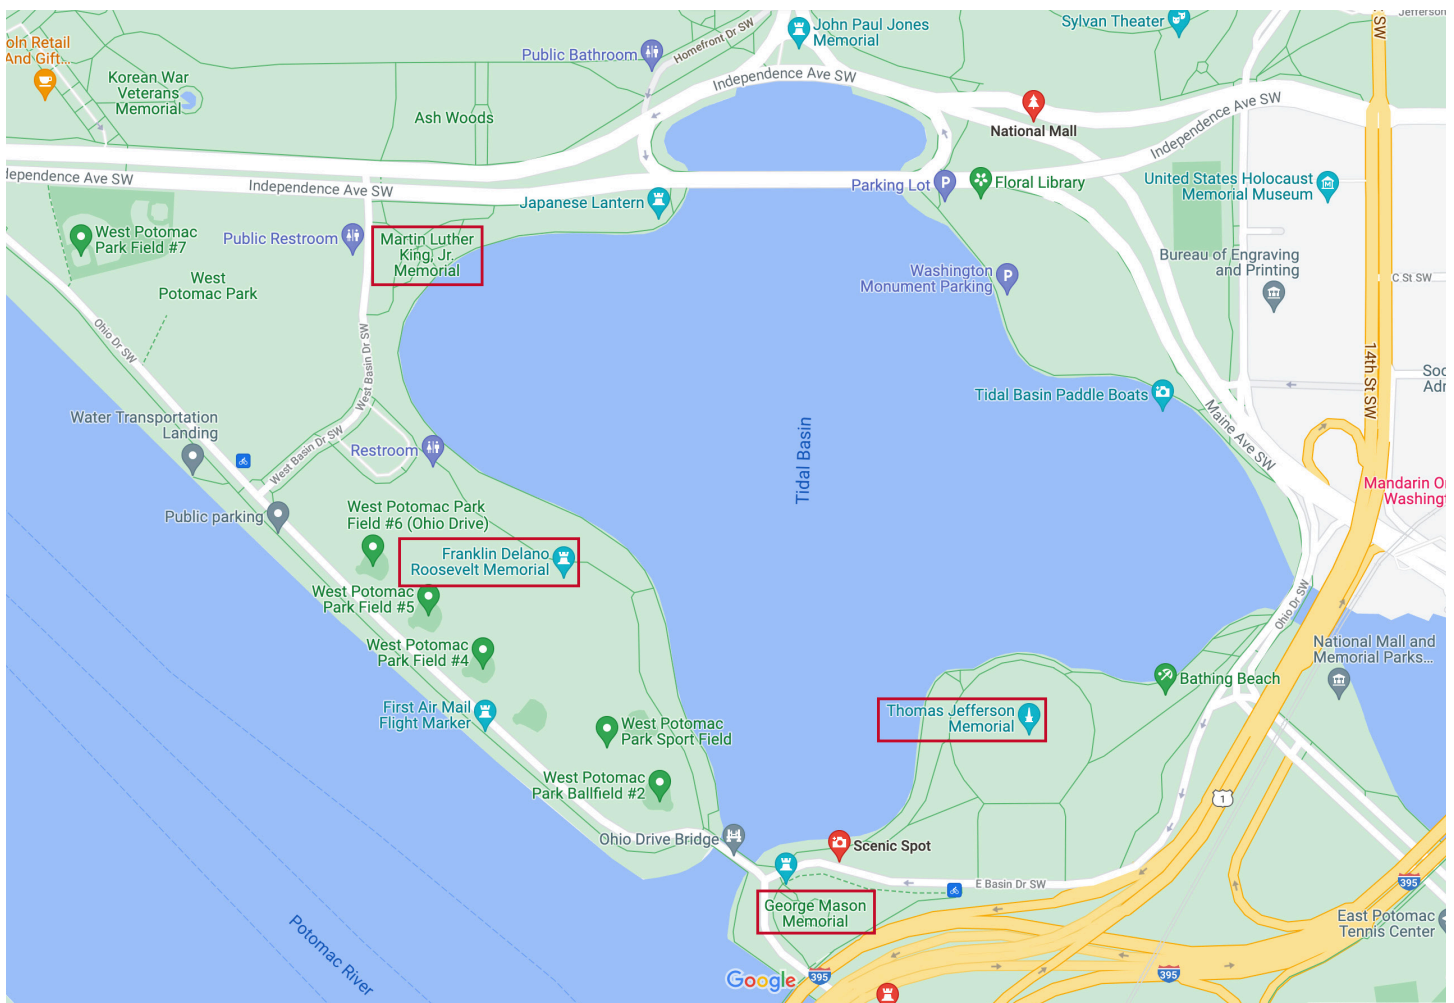 John Paul Jones
Memorial
Sylvan Theater
Jefferson
SW
oln Retail
And Gift...
Public Bathroom
Homefront Dr SW
Korean War
Veterans
Memorial
Independence Ave SW
Ash Woods
Independence Ave SW
National Mall
dependence Ave SW
Independence Ave SW
Japanese Lantern
Parking Lot
P
Floral Library
United States Holocaust
Memorial Museum
West Potomac
Park Field #7
Public Restroom
Martin Luther
King, Jr.
Memorial
West
Potomac Park
Washington
Monument Parking
P
Bureau of Engraving
and Printing
C St SW
Ohio Dr SW
West Basin Dr SW
14th St SW
Soc
Adr
Tidal Basin Paddle Boats
Maine Ave SW
Water Transportation
Landing
West Basin Dr SW
Restroom
Tidal Basin
Mandarin O
Washingt
Public parking
West Potomac Park
Field #6 (Ohio Drive)
Franklin Delano
Roosevelt Memorial
West Potomac
Park Field #5
Ohio Dr SW
West Potomac
Park Field #4
National Mall and
Memorial Parks...
Bathing Beach
First Air Mail
Flight Marker
Thomas Jefferson
Memorial
West Potomac
Park Sport Field
West Potomac
Park Ballfield #2
1
Ohio Drive Bridge
Scenic Spot
E Basin Dr SW
395
George Mason
Memorial
East Potomac
Tennis Center
Potomac River
Google
395
395